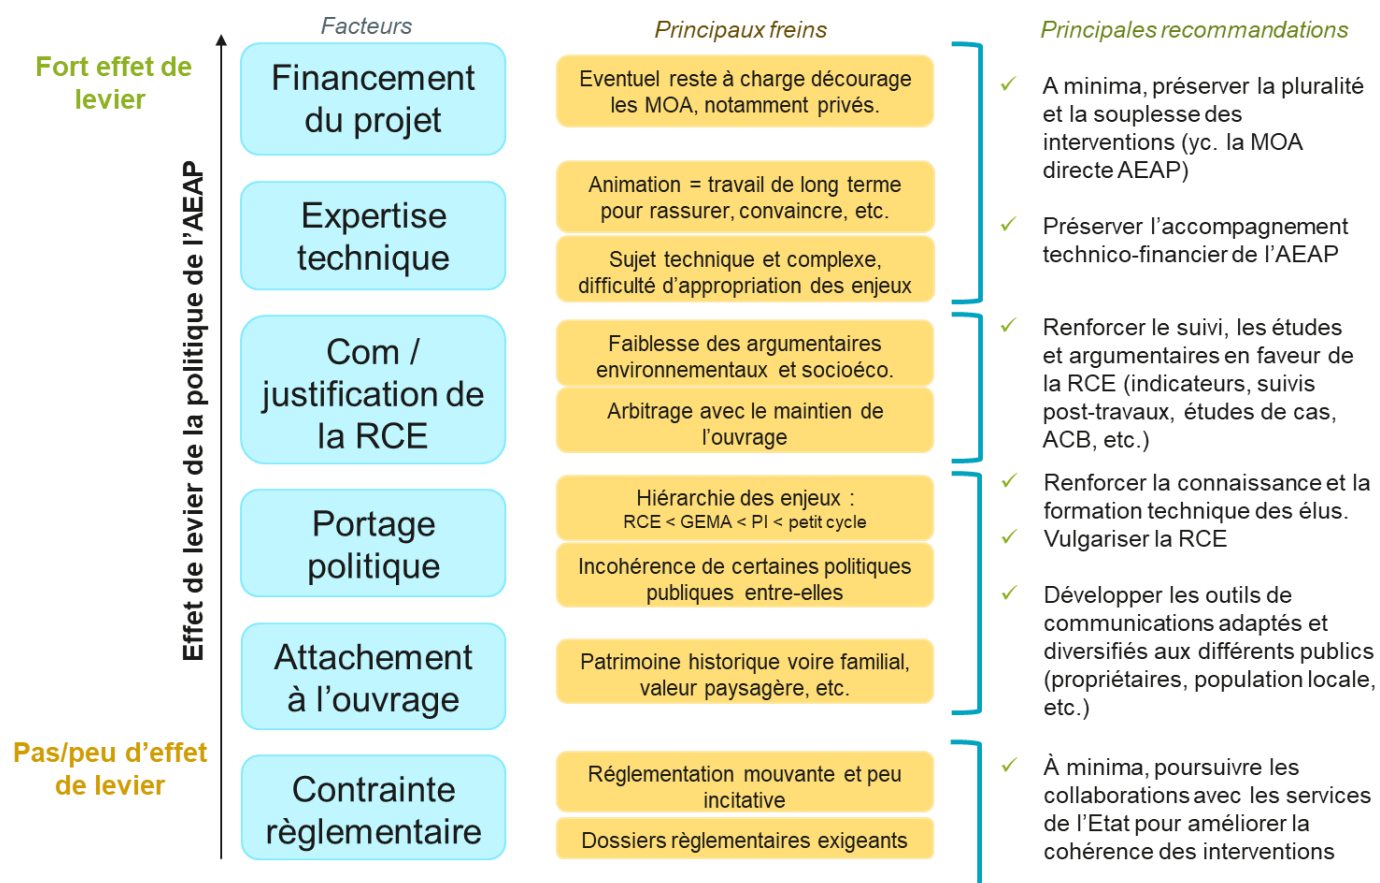 Facteurs
Principaux freins
Principales recommandations
Fort effet de
levier
Effet de levier de la politique de l’AEAP
Pas/peu d’effet
de levier
Financement
du projet
Eventuel reste à charge décourage
les MOA, notamment privés.
✓ A minima, préserver la pluralité
et la souplesse des
interventions (yc. la MOA
directe AEAP)
Expertise
technique
Animation = travail de long terme
pour rassurer, convaincre, etc.
Sujet technique et complexe,
difficulté d’appropriation des enjeux
✓ Préserver l’accompagnement
technico-financier de l’AEAP
Com /
justification de
la RCE
Faiblesse des argumentaires
environnementaux et socioéco.
Arbitrage avec le maintien de
l’ouvrage
✓ Renforcer le suivi, les études
et argumentaires en faveur de
la RCE (indicateurs, suivis
post-travaux, études de cas,
ACB, etc.)
Portage
politique
Hiérarchie des enjeux :
RCE < GEMA < PI < petit cycle
Incohérence de certaines politiques
publiques entre-elles
✓ Renforcer la connaissance et la
formation technique des élus.
✓ Vulgariser la RCE
Attachement
à l’ouvrage
Patrimoine historique voire familial,
valeur paysagère, etc.
✓ Développer les outils de
communications adaptés et
diversifiés aux différents publics
(propriétaires, population locale,
etc.)
Contrainte
règlementaire
Réglementation mouvante et peu
incitative
Dossiers règlementaires exigeants
✓ À minima, poursuivre les
collaborations avec les services
de l’Etat pour améliorer la
cohérence des interventions